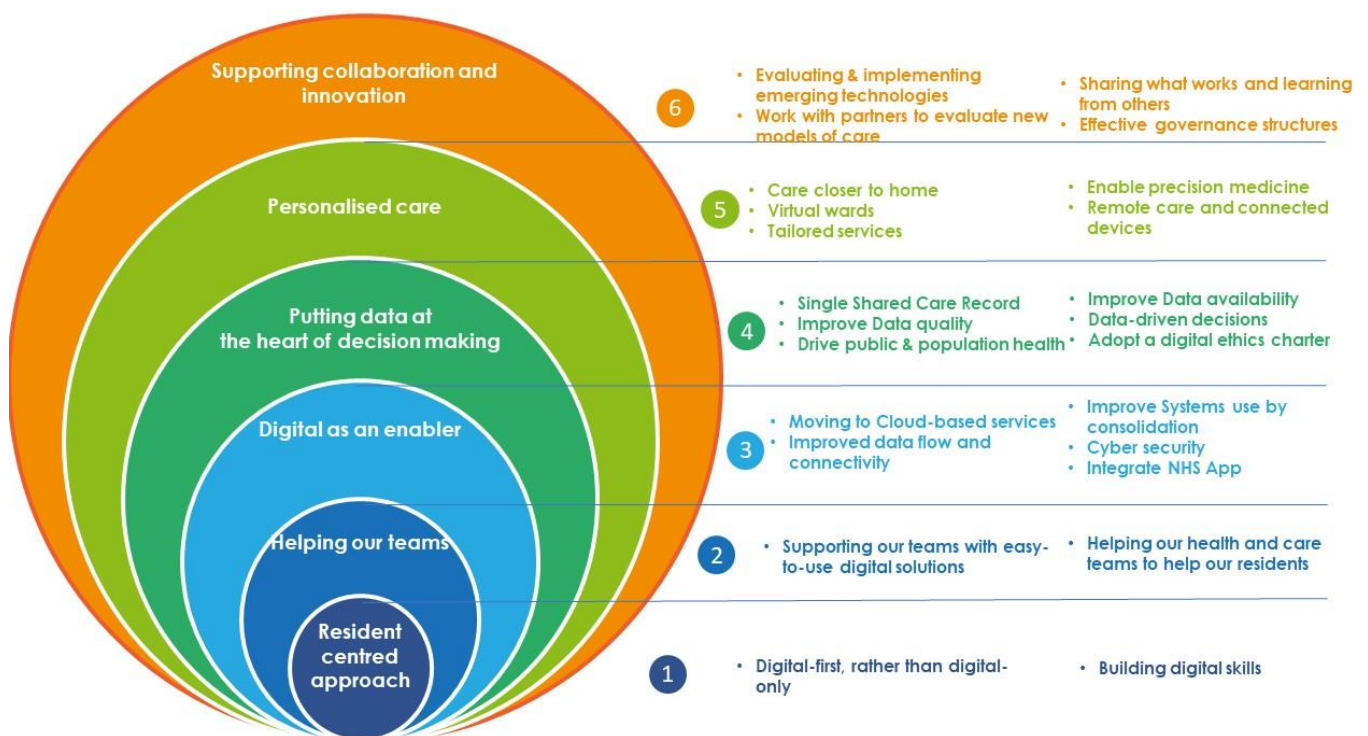 Supporting collaboration and
innovation
6
• Evaluating & implementing
emerging technologies
• Work with partners to evaluate new
models of care
• Sharing what works and learning
from others
• Effective governance structures
Personalised care
5
• Care closer to home
• Virtual wards
• Tailored services
• Enable precision medicine
• Remote care and connected
devices
Putting data at
the heart of decision making
4
• Single Shared Care Record
• Improve Data quality
• Drive public & population health
• Improve Data availability
• Data-driven decisions
• Adopt a digital ethics charter
Digital as an enabler
3
• Moving to Cloud-based services
• Improved data flow and
connectivity
• Improve Systems use by
consolidation
• Cyber security
• Integrate NHS App
Helping our teams
2
• Supporting our teams with easy-
to-use digital solutions
• Helping our health and care
teams to help our residents
Resident
centred
approach
1
• Digital-first, rather than digital-
only
• Building digital skills